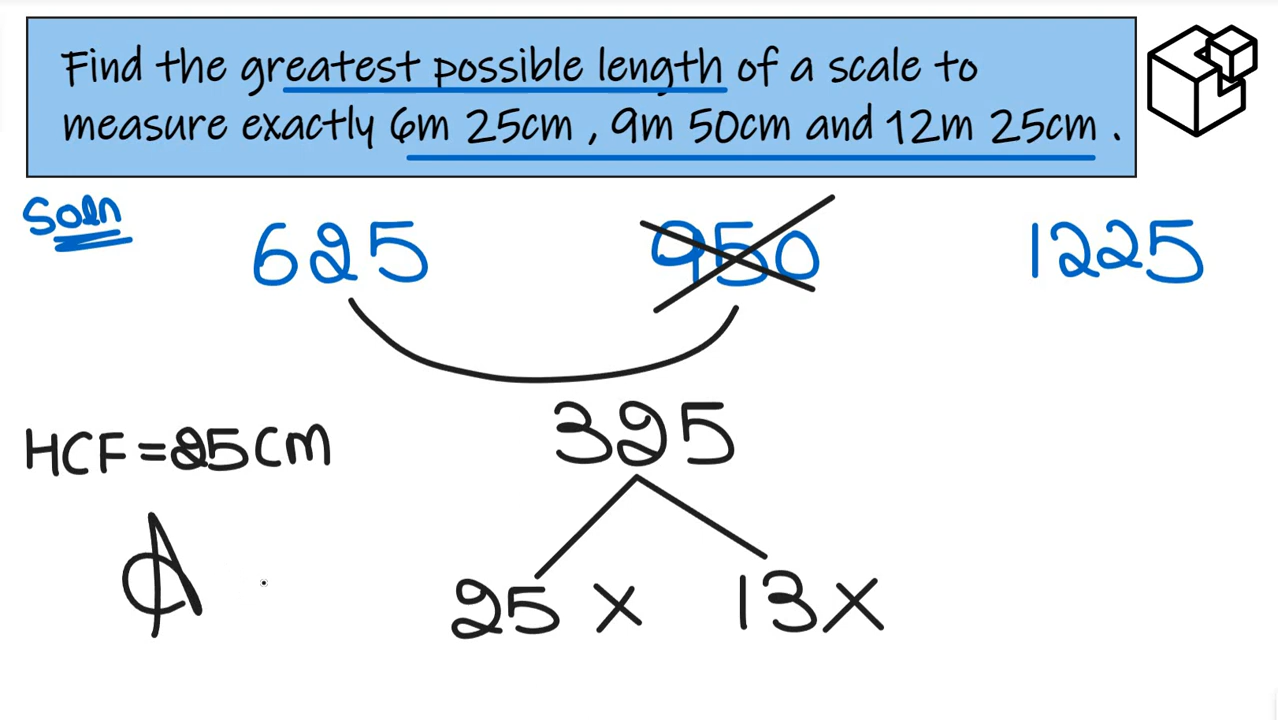 Find the greatest possible length of a scale to
measure exactly 6m 25cm , 9m 50cm and 12m 25cm .
Soln
625 950 1225
325
HCF = 25 CM
25 x 13 x